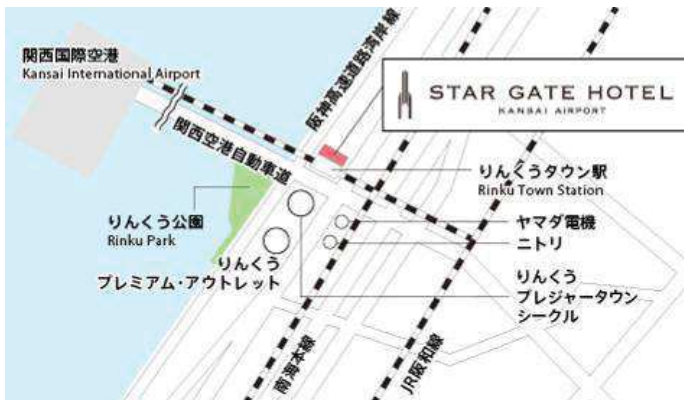 関西国際空港
Kansai International Airport
阪神高速道路湾岸線
STAR GATE HOTEL
KANSAI AIRPORT
関西空港自動車道
りんくうタウン駅
Rinku Town Station
りんくう公園
Rinku Park
ヤマダ電機
ニトリ
りんくう
プレミアム・アウトレット
りんくう
プレジャータウン
シークル
南海本線
JR阪和線